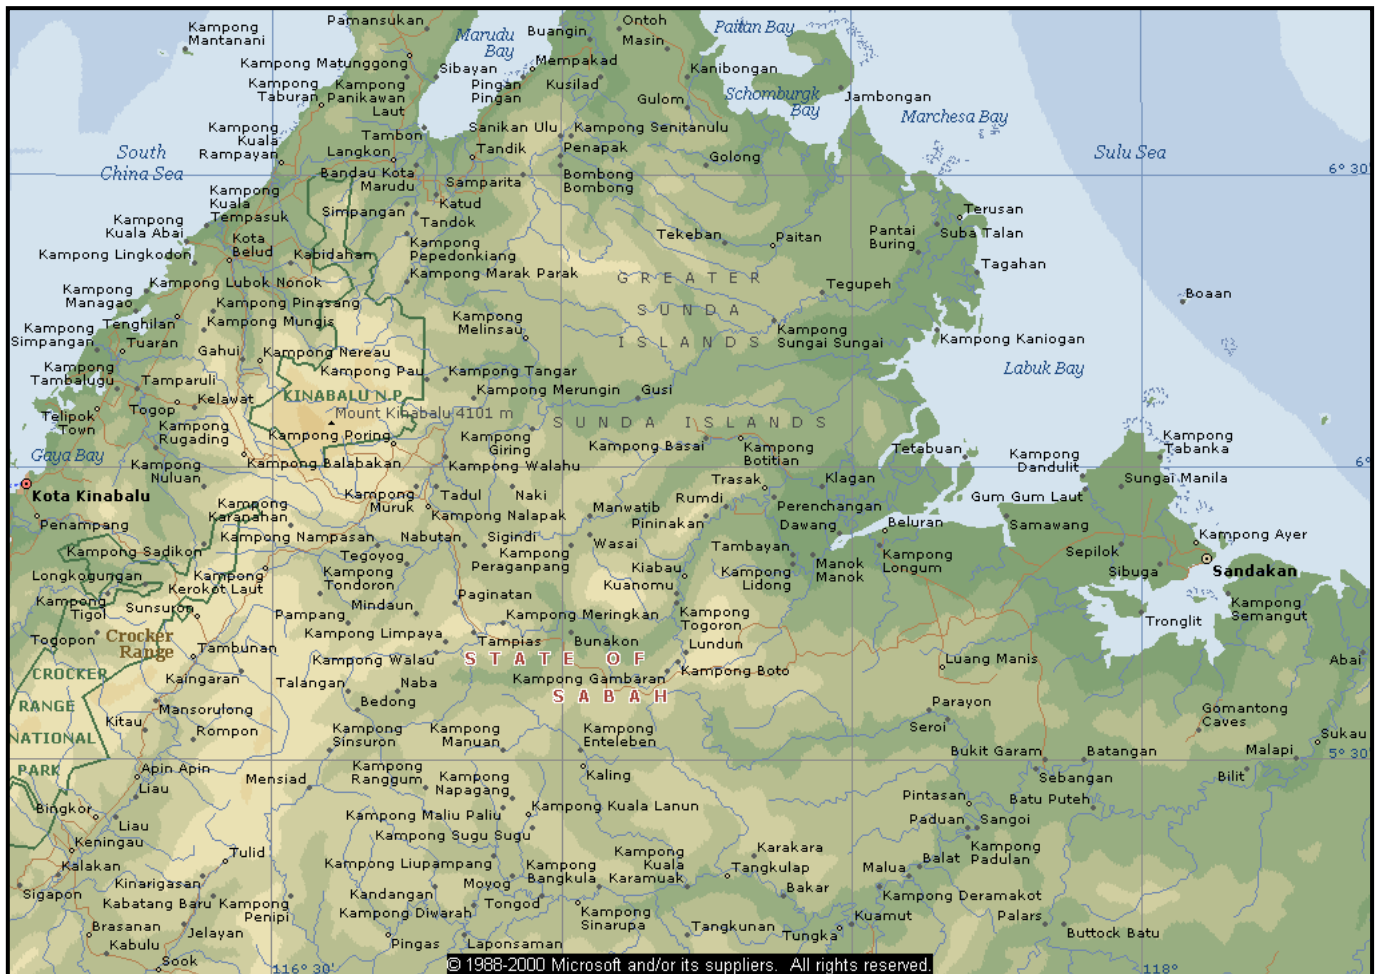 Kampong
Mantanani
Pamansukan
Marudu
Bay
Buangin
Ontoh
Masin
Paitan Bay
Kampong Matunggong
Sibayan
Mempakad
Kanibongan
Kampong
Taburan
Kampong
Panikawan
Laut
Pingan
Pingan
Kusilad
Gulom
Schomburgk
Bay
Jambongan
Marchesa Bay
Kampong
Kuala
Rampayan
Tambon
Sanikan Ulu
Kampong Senitanulu
South
China Sea
Langkon
Tandik
Penapak
Golong
Sulu Sea
6° 30'
Bandau Kota
Marudu
Samparita
Bombong
Bombong
Kampong
Kuala
Tempasuk
Simpangan
Katud
Tandok
Terusan
Kampong
Kuala Abai
Kota
Belud
Kampong
Pepedonkiang
Tekeban
Paitan
Pantai
Buring
Suba Talan
Kampong Lingkodon
Kabidahan
Tagahan
Kampong Marak Parak
GREATER
SUNDA
ISLANDS
Kampong
Managao
Kampong Lubok Nonok
Tegupeh
Boaan
Kampong Pinasang
Kampong
Simpangan
Tenghilan
Kampong Mungis
Kampong
Melinsau
Kampong
Sungai Sungai
Kampong Kaniogan
Tuaran
Gahui
Kampong Nereau
Kampong
Tambalugu
Kampong Pau
Kampong Tangar
Labuk Bay
Tamparuli
KINABALU N.P.
Kampong Merungin
Gusi
Telipok
Town
Togop
Kelawat
Mount Kinabalu 4101 m
SUNDA ISLANDS
Kampong
Rugading
Kampong Poring
Kampong
Giring
Kampong Basai
Kampong
Botitian
Tetabuan
Kampong
Tabanka
Gaya Bay
Kampong
Nuluan
Kampong Balabakan
Kampong Walahu
Kampong
Dandulit
6°
Kota Kinabalu
Kampong
Muruk
Tadul
Naki
Trasak
Klagan
Sungai Manila
Rumdi
Gum Gum Laut
Penampang
Kampong
Karanahan
Kampong Nalapak
Manwatib
Pininakan
Perenchangan
Dawang
Beluran
Samawang
Kampong Ayer
Kampong Sadikon
Kampong Nampasan
Nabutan
Sigindi
Wasai
Tambayan
Sepilok
Tegoyog
Kampong
Peraganpang
Kiabau
Manok
Manok
Kampong
Longum
Sibuga
Sandakan
Longkogungan
Kampong
Kerokot Laut
Kampong
Tondoron
Kuanomu
Kampong
Lidong
Kampong
Tigol
Sunsuron
Mindaun
Paginatan
Kampong
Semangut
Pampang
Kampong Meringkan
Kampong
Togoron
Tronglit
Togopon
Crocker
Range
Kampong Limpaya
Tampias
Bunakon
Lundun
Tambunan
Kampong Walau
STATE OF
SABAH
Luang Manis
Abai
CROCKER
RANGE
NATIONAL
PARK
Kaingaran
Talangan
Naba
Kampong Gambaran
Kampong Boto
Bedong
Parayon
Gomantong
Caves
Mansorulong
Kitau
Rompon
Kampong
Sinsuron
Kampong
Manuan
Kampong
Enteleben
Seroi
Sukau
Bukit Garam
Batangan
Malapi
5° 30'
Apin Apin
Liau
Mensiad
Kampong
Ranggum
Kampong
Napagang
Kaling
Sebangan
Bilit
Bingkor
Kampong Kuala Lanun
Pintasan
Batu Puteh
Liau
Kampong Maliu Paliu
Paduan
Sangoi
Keningau
Kampong Sugu Sugu
Kampong
Padulan
Kalakan
Tulid
Kampong Liupampang
Kampong
Bangkula
Kampong
Kuala
Karamuak
Karakara
Tangkulap
Malua
Balat
Sigapon
Kinarigasan
Kandangan
Moyog
Bakar
Kampong Deramakot
Kabatang Baru
Kampong
Penipi
Kampong Diwarah
Tongod
Kampong
Sinarupa
Kuamut
Palars
Brasanan
Jelayan
Tangkunan
Tungka
Buttock Batu
Kabulu
Pingas
Laponsaman
Sook
116° 30'
© 1988-2000 Microsoft and/or its suppliers. All rights reserved.
118°